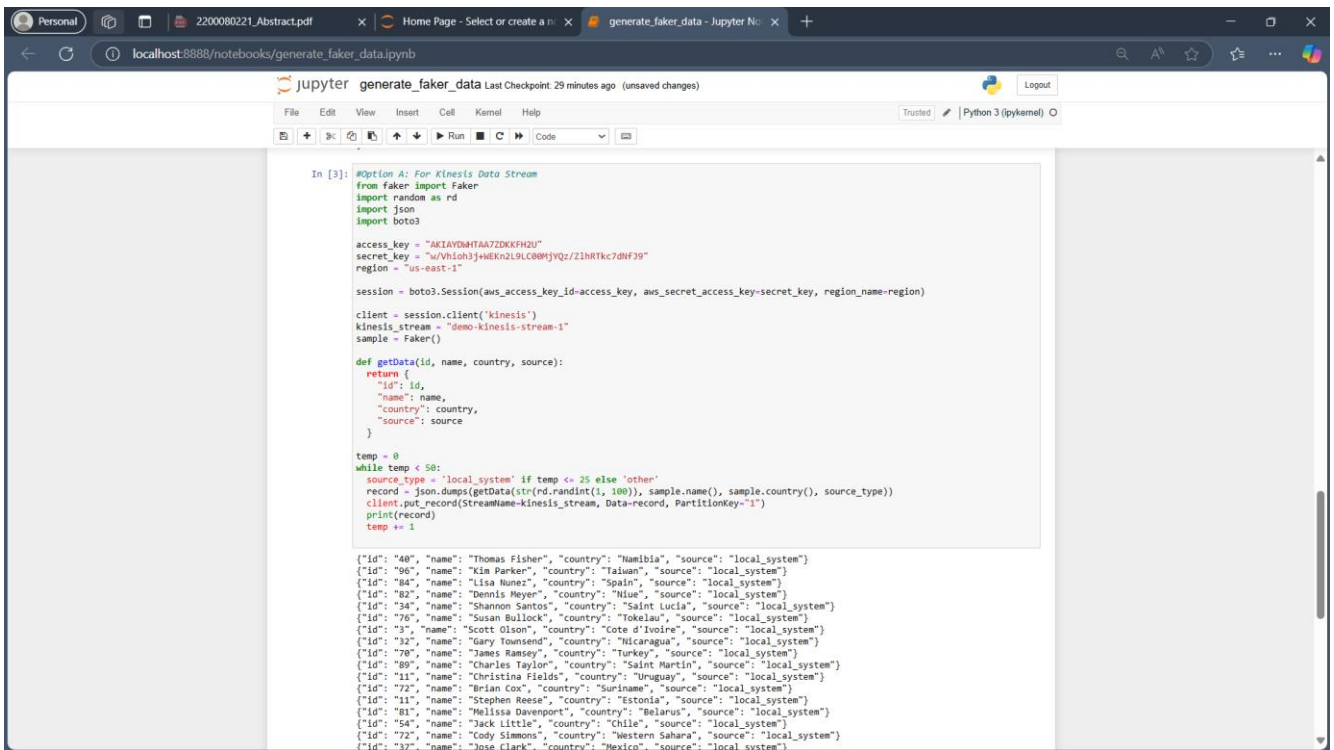 Personal
2200080221_Abstract.pdf
Home Page - Select or create a n
generate_faker_data - Jupyter No
localhost:8888/notebooks/generate_faker_data.ipynb
jupyter generate_faker_data Last Checkpoint: 29 minutes ago (unsaved changes)
Logout
File Edit View Insert Cell Kernel Help
Trusted Python 3 (ipykernel)
Run Code
In [3]: #Option A: For Kinesis Data Stream
from faker import Faker
import random as rd
import json
import boto3
access_key =
secret_key =
region = "us-east-1"
session = boto3.Session(aws_access_key_id=access_key, aws_secret_access_key=secret_key, region_name=region)
client = session.client('kinesis')
kinesis_stream = "demo-kinesis-stream-1"
sample = Faker()
def getData(id, name, country, source):
return {
"id": id,
"name": name,
"country": country,
"source": source
}
temp = 0
while temp < 50:
source_type = 'local_system' if temp <= 25 else 'other'
record = json.dumps(getData(str(rd.randint(1, 100)), sample.name(), sample.country(), source_type))
client.put_record(StreamName=kinesis_stream, Data=record, PartitionKey="1")
print(record)
temp += 1
{"id": "40", "name": "Thomas Fisher", "country": "Namibia", "source": "local_system"}
{"id": "96", "name": "Kim Parker", "country": "Taiwan", "source": "local_system"}
{"id": "84", "name": "Lisa Nunez", "country": "Spain", "source": "local_system"}
{"id": "82", "name": "Dennis Meyer", "country": "Niue", "source": "local_system"}
{"id": "34", "name": "Shannon Santos", "country": "Saint Lucia", "source": "local_system"}
{"id": "76", "name": "Susan Bullock", "country": "Tokelau", "source": "local_system"}
{"id": "3", "name": "Scott Olson", "country": "Cote d'Ivoire", "source": "local_system"}
{"id": "32", "name": "Gary Townsend", "country": "Nicaragua", "source": "local_system"}
{"id": "70", "name": "James Ramsey", "country": "Turkey", "source": "local_system"}
{"id": "89", "name": "Charles Taylor", "country": "Saint Martin", "source": "local_system"}
{"id": "11", "name": "Christina Fields", "country": "Uruguay", "source": "local_system"}
{"id": "72", "name": "Brian Cox", "country": "Suriname", "source": "local_system"}
{"id": "11", "name": "Stephen Reese", "country": "Estonia", "source": "local_system"}
{"id": "81", "name": "Melissa Davenport", "country": "Belarus", "source": "local_system"}
{"id": "54", "name": "Jack Little", "country": "Chile", "source": "local_system"}
{"id": "72", "name": "Cody Simmons", "country": "Western Sahara", "source": "local_system"}
{"id": "37", "name": "Jose Clark", "country": "Mexico", "source": "local_system"}